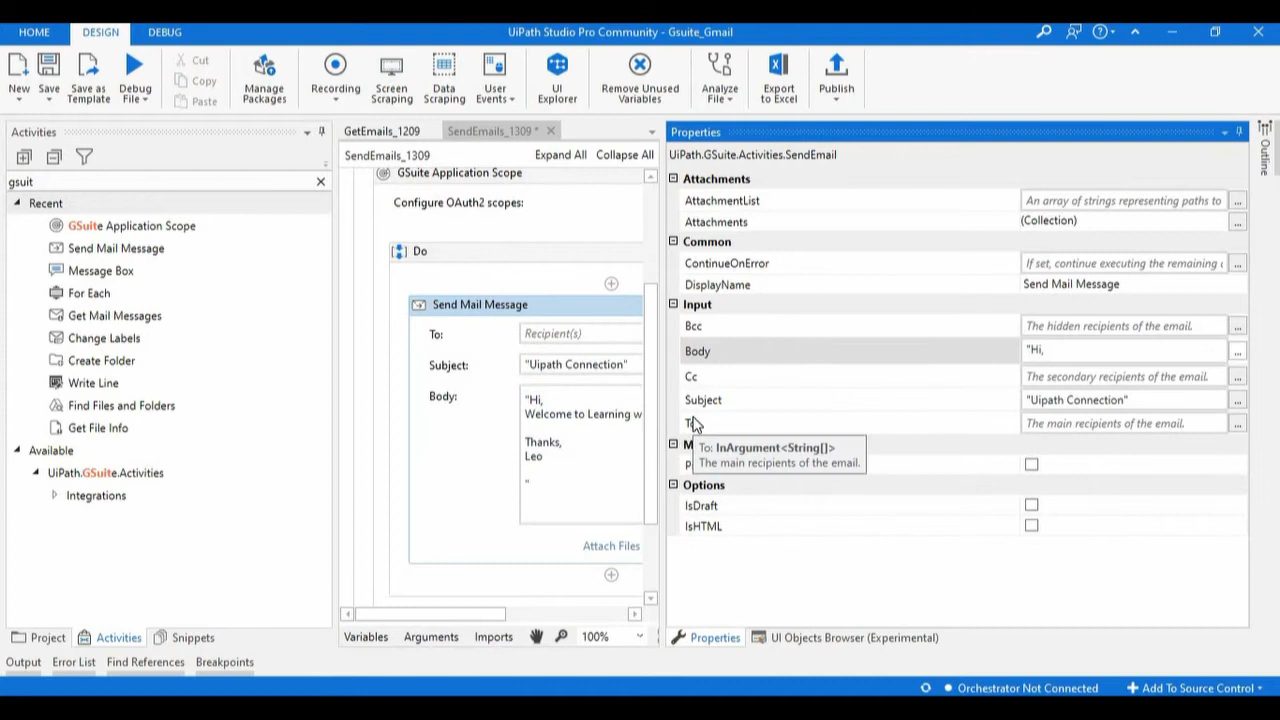 HOME DESIGN DEBUG UiPath Studio Pro Community - Gsuite_Gmail
New Save Save as Template Debug File Cut Copy Paste Manage Packages Recording Screen Scraping Data Scraping User Events UI Explorer Remove Unused Variables Analyze File Export to Excel Publish
Activities
gsuit
Recent
GSuite Application Scope
Send Mail Message
Message Box
For Each
Get Mail Messages
Change Labels
Create Folder
Write Line
Find Files and Folders
Get File Info
Available
UiPath.GSuite.Activities
Integrations
Project Activities Snippets
GetEmails_1209 SendEmails_1309 *
SendEmails_1309 Expand All Collapse All
GSuite Application Scope
Configure OAuth2 scopes:
Do
Send Mail Message
To: Recipient(s)
Subject: "Uipath Connection"
Body: "Hi,
Welcome to Learning w
Thanks,
Leo
"
Attach Files
Variables Arguments Imports 100%
Properties
UiPath.GSuite.Activities.SendEmail
Attachments
AttachmentList An array of strings representing paths to ...
Attachments (Collection) ...
Common
ContinueOnError If set, continue executing the remaining ...
DisplayName Send Mail Message
Input
Bcc The hidden recipients of the email. ...
Body "Hi, ...
Cc The secondary recipients of the email. ...
Subject "Uipath Connection" ...
The main recipients of the email. ...
To: InArgument<String[]>
The main recipients of the email.
Options
IsDraft
IsHTML
Properties UI Objects Browser (Experimental)
Outline
Output Error List Find References Breakpoints
Orchestrator Not Connected Add To Source Control